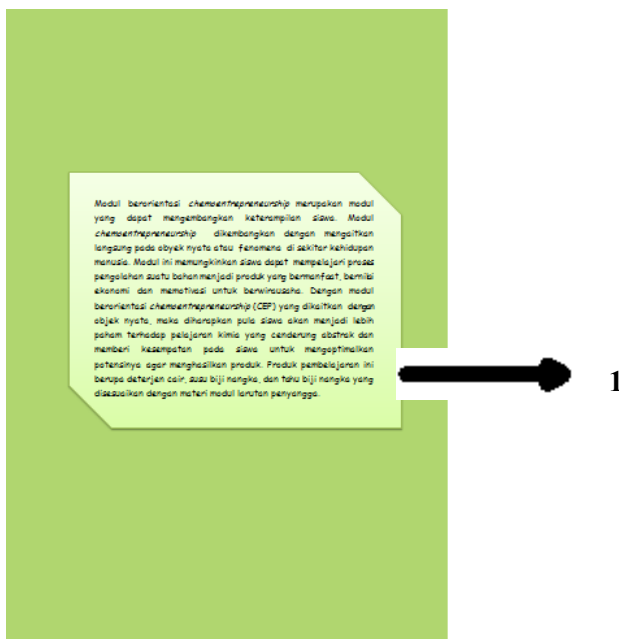 Modul berorientasi chemoentrepreneurship merupakan modul
yang dapat mengembangkan keterampilan siswa. Modul
chemoentrepreneurship dikembangkan dengan mengaitkan
langsung pada obyek nyata atau fenomena di sekitar kehidupan
manusia. Modul ini memungkinkan siswa dapat mempelajari proses
pengolahan suatu bahan menjadi produk yang bermanfaat, bernilai
ekonomi dan memotivasi untuk berwirausaha. Dengan modul
berorientasi chemoentrepreneurship (CEP) yang dikaitkan dengan
objek nyata, maka diharapkan pula siswa akan menjadi lebih
paham terhadap pelajaran kimia yang cenderung abstrak dan
memberi kesempatan pada siswa untuk mengoptimalkan
potensinya agar menghasilkan produk. Produk pembelajaran ini
berupa deterjen cair, susu biji nangka, dan tahu biji nangka yang
disesuaikan dengan materi modul larutan penyangga.
1